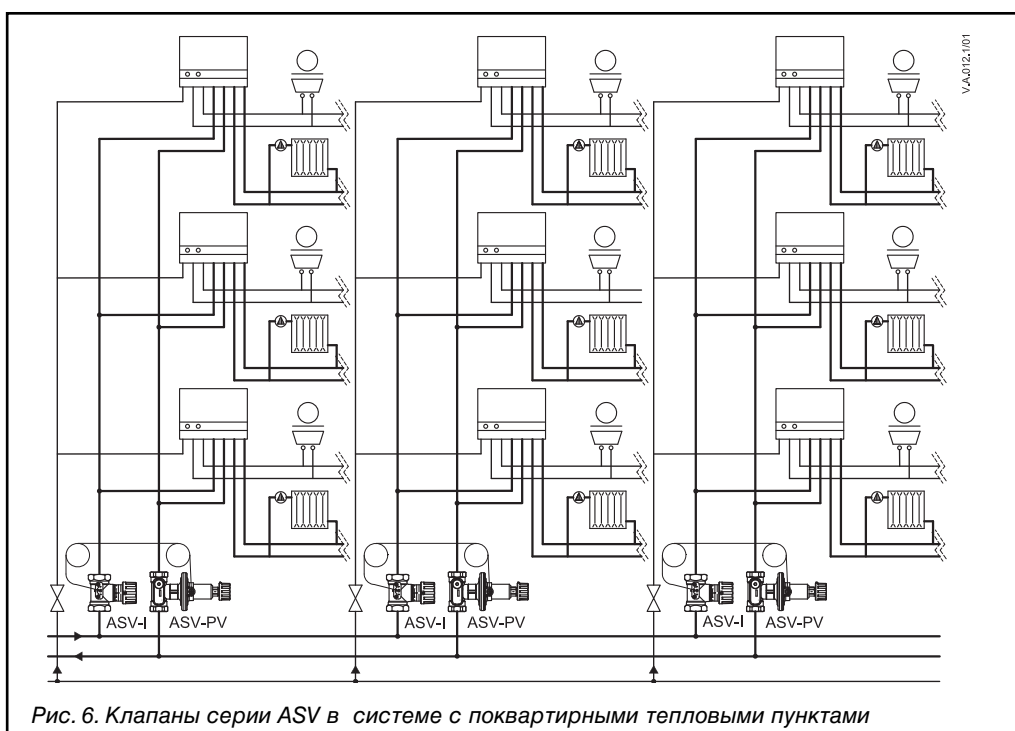 V.A.012.1/01
ASV-I ASV-PV ASV-I ASV-PV ASV-I ASV-PV
Рис. 6. Клапаны серии ASV в системе с поквартирными тепловыми пунктами